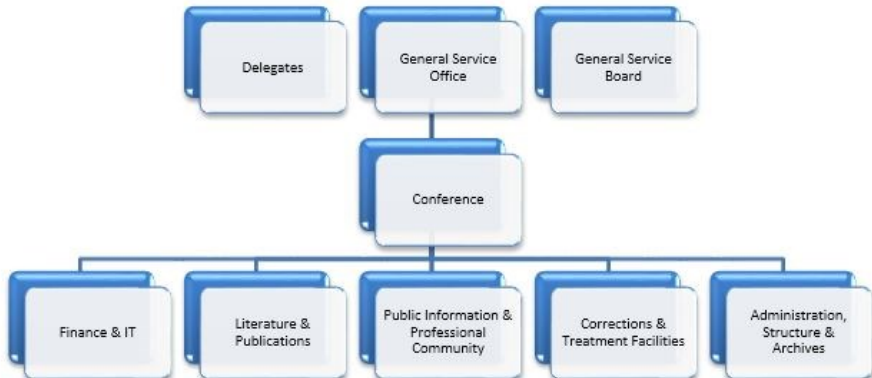 Delegates
General Service
Office
General Service
Board
Conference
Finance & IT
Literature &
Publications
Public Information &
Professional
Community
Corrections &
Treatment Facilities
Administration,
Structure &
Archives